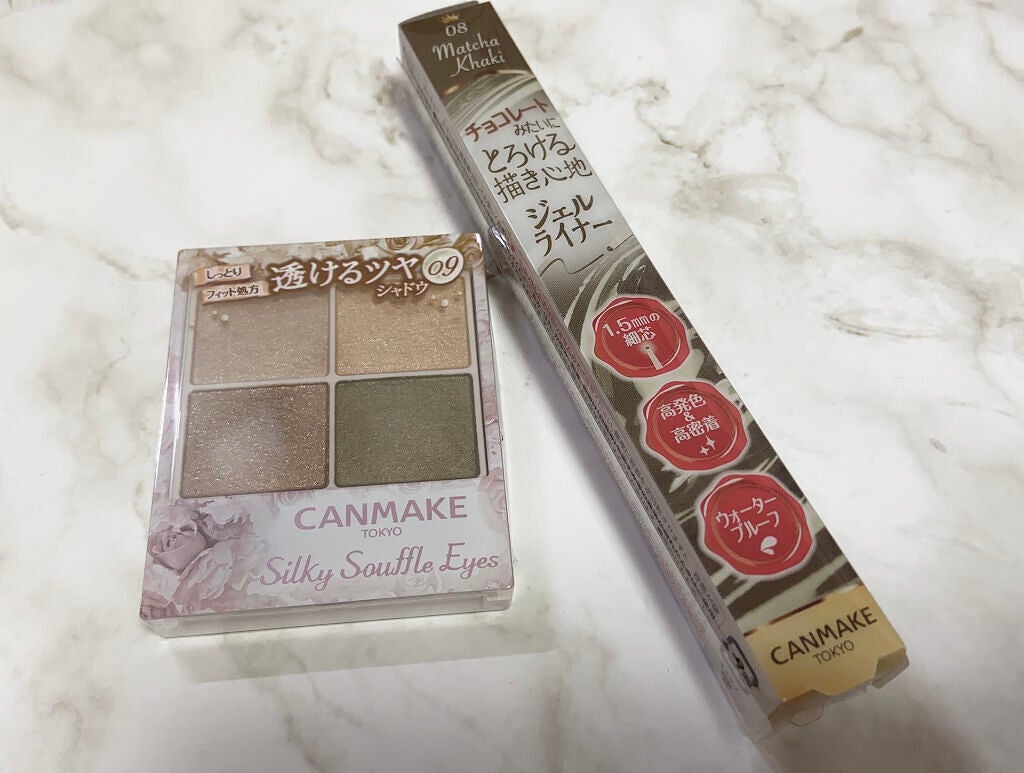 しっとり
フィット処方
透けるツヤ
シャドウ
09
CANMAKE
TOKYO
Silky Souffle Eyes
08
Matcha
Khaki
チョコレート
みたいに
とろける
描き心地
ジェル
ライナー
1.5mmの
細芯
高発色
&
高密着
ウォーター
プルーフ
CANMAKE
TOKYO